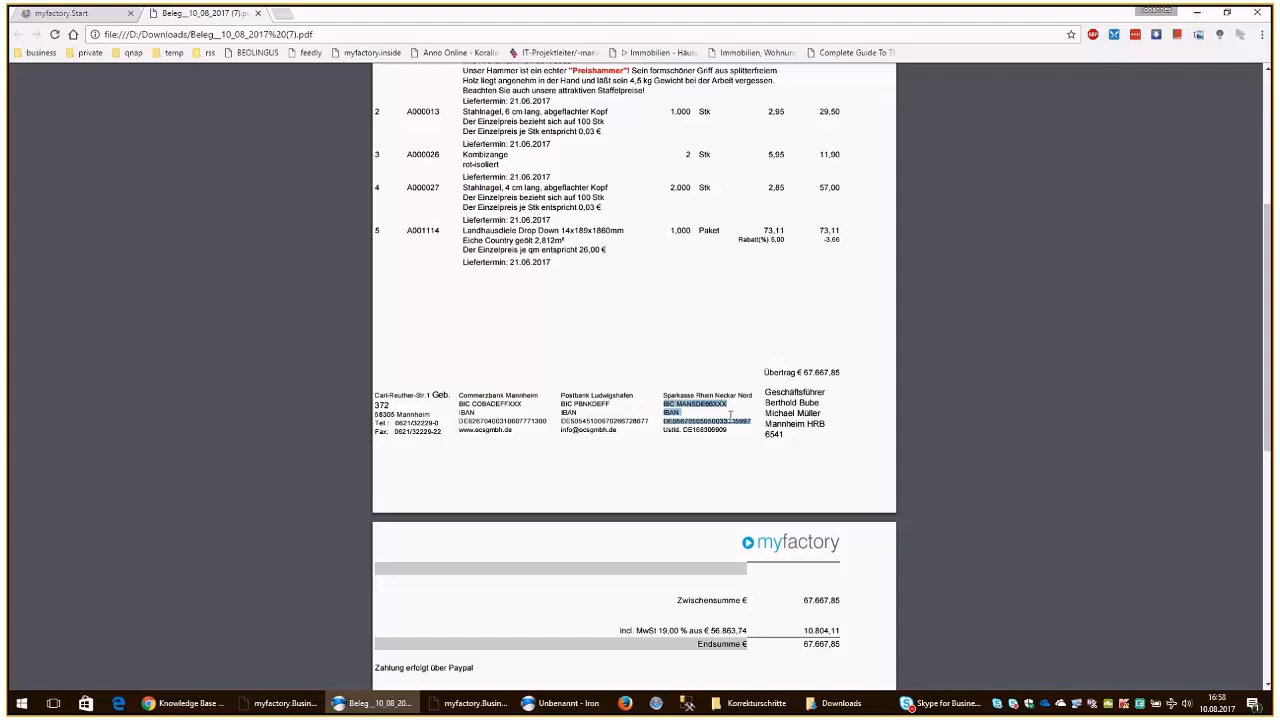 myfactory.Start
Beleg__10_08_2017 (7).pdf
Johannes
file:///D:/Downloads/Beleg__10_08_2017%20(7).pdf
business
private
qnap
temp
rss
BEOLINGUS
feedly
myfactory.inside
Anno Online - Koralle
IT-Projektleiter/-mana
Immobilien - Häus
Immobilien, Wohnun
Complete Guide To Th
Unser Hammer ist ein echter "Preishammer"! Sein formschöner Griff aus splitterfreiem
Holz liegt angenehm in der Hand und läßt sein 4,5 kg Gewicht bei der Arbeit vergessen.
Beachten Sie auch unsere attraktiven Staffelpreise!
Liefertermin: 21.06.2017
2 A000013 Stahlnagel, 6 cm lang, abgeflachter Kopf 1.000 Stk 2,95 29,50
Der Einzelpreis bezieht sich auf 100 Stk
Der Einzelpreis je Stk entspricht 0,03 €
Liefertermin: 21.06.2017
3 A000026 Kombizange 2 Stk 5,95 11,90
rot-isoliert
Liefertermin: 21.06.2017
4 A000027 Stahlnagel, 4 cm lang, abgeflachter Kopf 2.000 Stk 2,85 57,00
Der Einzelpreis bezieht sich auf 100 Stk
Der Einzelpreis je Stk entspricht 0,03 €
Liefertermin: 21.06.2017
5 A001114 Landhausdiele Drop Down 14x189x1860mm 1,000 Paket 73,11 73,11
Eiche Country geölt 2,812m² Rabatt(%) 5,00 -3,66
Der Einzelpreis je qm entspricht 26,00 €
Liefertermin: 21.06.2017
Übertrag € 67.667,85
Carl-Reuther-Str.1 Geb.
372
68305 Mannheim
Tel.: 0621/32229-0
Fax: 0621/32229-22
Commerzbank Mannheim
BIC COBADEFFXXX
IBAN
DE62670400310607771300
www.ocsgmbh.de
Postbank Ludwigshafen
BIC PBNKDEFF
IBAN
DE50545100670266728677
info@ocsgmbh.de
Sparkasse Rhein Neckar Nord
BIC MANSDE66XXX
IBAN
UstId. DE168306909
Geschäftsführer
Berthold Bube
Michael Müller
Mannheim HRB
6541
myfactory
Zwischensumme € 67.667,85
incl. MwSt 19,00 % aus € 56.863,74 10.804,11
Endsumme € 67.667,85
Zahlung erfolgt über Paypal
Knowledge Base ...
myfactory.Busin...
Beleg__10_08_20...
myfactory.Busin...
Unbenannt - Iron
Korrekturschritte
Downloads
Skype for Busine...
16:58
10.08.2017